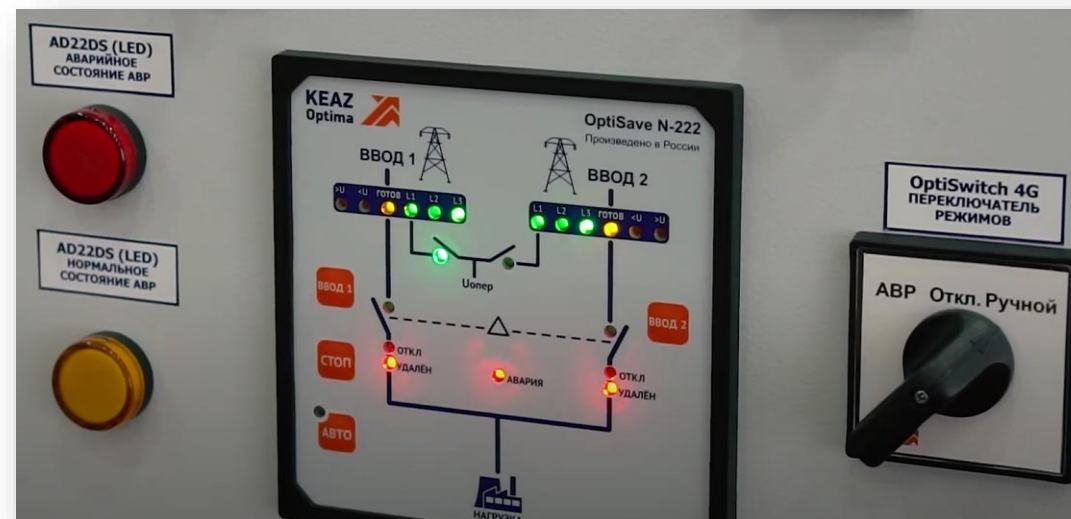 AD22DS (LED)
АВАРИЙНОЕ
СОСТОЯНИЕ АВР
AD22DS (LED)
НОРМАЛЬНОЕ
СОСТОЯНИЕ АВР
KEAZ
Optima
OptiSave N-222
Произведено в России
ВВОД 1
ВВОД 2
>U <U ГОТОВ L1 L2 L3
L1 L2 L3 ГОТОВ <U >U
Uопер
ВВОД 1
ВВОД 2
ОТКЛ
УДАЛЁН
СТОП
АВАРИЯ
ОТКЛ
УДАЛЁН
АВТО
НАГРУЗКА
OptiSwitch 4G
ПЕРЕКЛЮЧАТЕЛЬ
РЕЖИМОВ
АВР Откл. Ручной